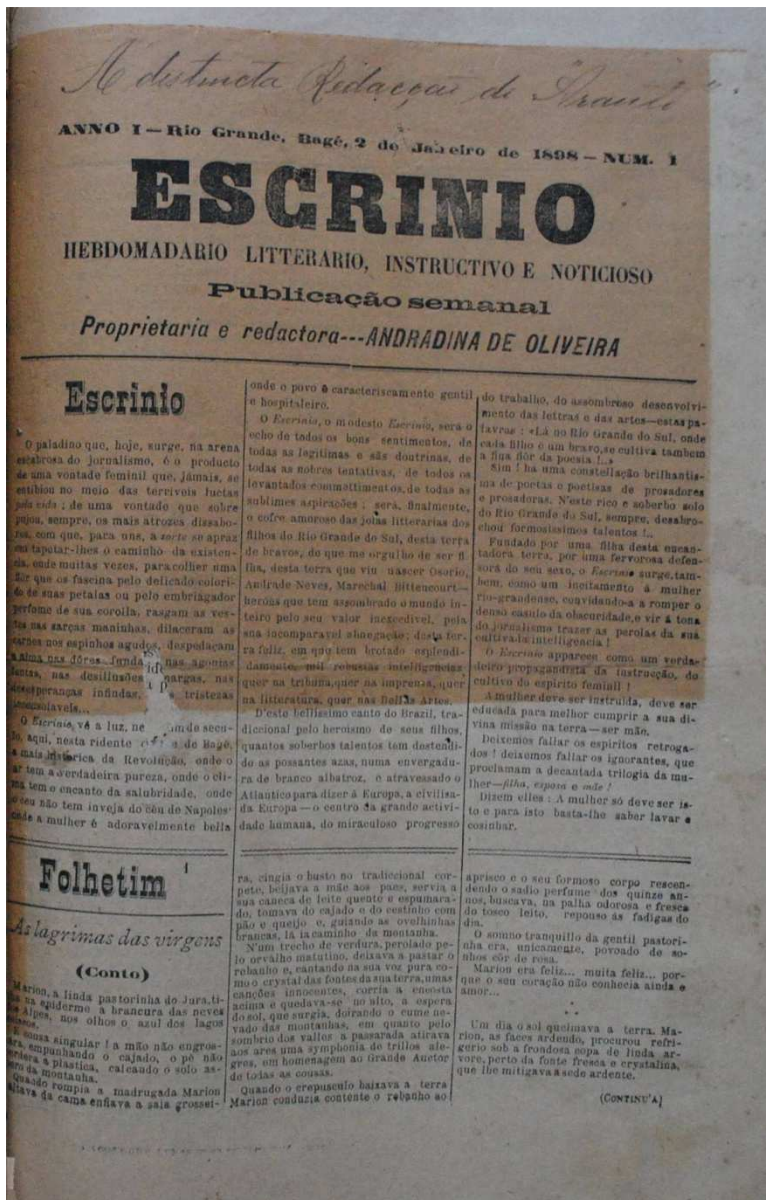 A distincta Redacção de
ANNO I — Rio Grande, Bagé, 2 de Janeiro de 1898 — NUM. 1
ESCRINIO
HEBDOMADARIO LITTERARIO, INSTRUCTIVO E NOTICIOSO
Publicação semanal
Proprietaria e redactora---ANDRADINA DE OLIVEIRA
Escrinio
O paladino que, hoje, surge, na arena
escabrosa do jornalismo, é o producto
de uma vontade feminil que, jámais, se
entibiou no meio das terriveis luctas
pela vida ; de uma vontade que sobre
pujou, sempre, os mais atrozes dissabo-
res, com que, para uns, a sorte se apraz
em tapetar-lhes o caminho da existen-
cia, onde muitas vezes, para colher uma
flôr que os fascina pelo delicado colori-
do de suas petalas ou pelo embriagador
perfume de sua corolla, rasgam as ves-
tes nas sarças maninhas, dilaceram as
carnes nos espinhos agudos, despedaçam
a alma nas dôres fundas, nas agonias
lentas, nas desillusões amargas, nas
desesperanças infindas, tristezas
inconsolaveis...
O Escrinio, vê a luz, secu-
lo, aqui, nesta ridente de Bagé,
a mais historica da Revolução, onde o
ar tem a verdadeira pureza, onde o cli-
ma tem o encanto da salubridade, onde
o céu não tem inveja do céu de Napoles
onde a mulher é adoravelmente bella
onde o povo é caracteriscamente gentil
e hospitaleiro.
O Escrinio, o modesto Escrinio, será o
echo de todos os bons sentimentos, de
todas as legitimas e sãs doutrinas, de
todas as nobres tentativas, de todos os
levantados commettimentos, de todas as
sublimes aspirações ; será, finalmente,
o cofre amoroso das joias litterarias dos
filhos do Rio Grande do Sul, desta terra
de bravos, do que me orgulho de ser fi
lha, desta terra que viu nascer Osorio,
Andrade Neves, Marechal Bittencourt—
heróes que tem assombrado o mundo in-
teiro pelo seu valor inexcedivel, pela
sua incomparavel abnegação ; desta ter-
ra feliz, em que tem brotado esplendi-
damente, mil robustas intelligencias
quer na tribuna, quer na imprenza, quer
na litteratura, quer nas Bellas Artes.
D'este bellissimo canto do Brazil, tra-
diccional pelo heroismo de seus filhos,
quantos soberbos talentos tem destendi-
do as possantes azas, numa envergadu-
ra de branco albatroz, e atravessado o
Atlantico para dizer á Europa, a civilisa-
da Europa — o centro da grande activi-
dade humana, do miraculoso progresso
do trabalho, do assombroso desenvolvi-
mento das letras e das artes—estas pa-
lavras : «Lá no Rio Grande do Sul, onde
cada filho é um bravo, se cultiva tambem
a fina flôr da poesia !..»
Sim ! ha uma constellação brilhantis-
ma de poetas e poetisas de prosadores
e prosadoras. N'este rico e soberbo solo
do Rio Grande do Sul, sempre, desabro-
chou formosissimos talentos !..
Fundado por uma filha desta encan-
tadora terra, por uma fervorosa defen-
sora do seu sexo, o Escrinio surge, tam-
bem, como um incitamento á mulher
rio-grandense, convidando-a a romper o
denso casulo da obscuridade, e vir á tona
do jornalismo trazer as perolas da sua
cultivada intelligencia !
O Escrinio apparece como um verda-
deiro propagandista da instrucção, do
cultivo do espirito feminil !
A mulher deve ser instruida, deve ser
educada para melhor cumprir a sua di-
vina missão na terra—ser mãe.
Deixemos fallar os espiritos retroga-
dos ! deixemos fallar os ignorantes, que
proclamam a decantada trilogia da mu-
lher—filha, esposa e mãe !
Dizem elles : A mulher só deve ser is-
to e para isto basta-lhe saber lavar e
cosinhar.
Folhetim 1
As lagrimas das virgens
(Conto)
Marion, a linda pastorinha do Jura, ti-
nha na epiderme a brancura das neves
dos Alpes, nos olhos o azul dos lagos
E cousa singular ! a mão não engros-
sára, empunhando o cajado, o pé não
perdera a plastica, calcando o solo as-
pero da montanha.
Quando rompia a madrugada Marion
saltava da cama enfiava a saia grossei-
ra, cingia o busto no tradiccional cor-
pete, beijava a mãe aos paes, servia a
sua caneca de leite quente e espumara-
do, tomava do cajado e do cestinho com
pão e queijo e, guiando as ovelhinhas
brancas, lá ia caminho da montanha.
N'um trecho de verdura, perolado pe-
lo orvalho matutino, deixava a pastar o
rebanho e, cantando na sua voz pura co-
mo o crystal das fontes da sua terra, umas
canções innocentes, corria a encosta
acima e quedava-se no alto, a espera
do sol, que surgia, doirando o cume ne-
vado das montanhas, em quanto pelo
sombrio dos valles a passarada atirava
aos ares uma symphonia de trillos ale-
gres, em homenagem ao Grande Auctor
de todas as cousas.
Quando o crepusculo baixava a terra
Marion conduzia contente o rebanho ao
aprisco e o seu formoso corpo rescen-
dendo o sadio perfume dos quinze an-
nos, buscava, na palha odorosa e fresca
do tosco leito, repouso ás fadigas do
dia.
O somno tranquillo da gentil pastori-
nha era, unicamente, povoado de so-
nhos côr de rosa.
Marion era feliz... muita feliz... por-
que o seu coração não conhecia ainda o
amor...
Um dia o sol queimava a terra. Ma-
rion, as faces ardendo, procurou refri-
gerio sob a frondosa copa de linda ar-
vore, perto da fonte fresca e crystalina,
que lhe mitigava a sede ardente.
(CONTINÚ'A)